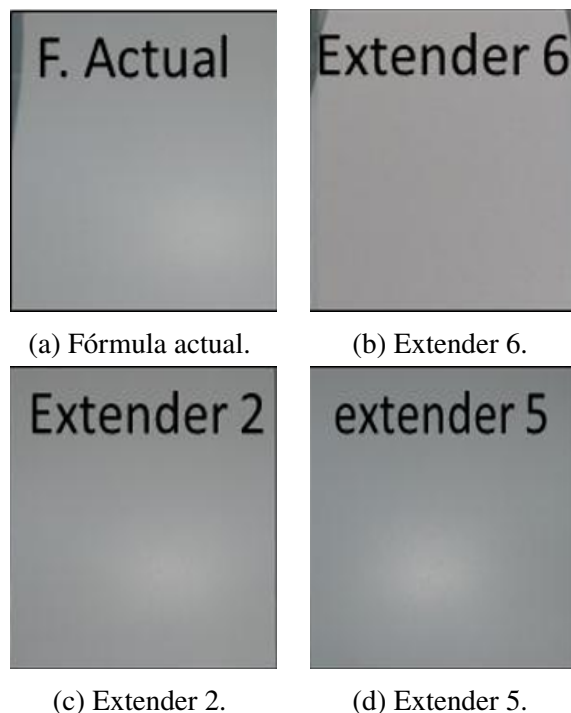 F. Actual
Extender 6
(a) Fórmula actual.
(b) Extender 6.
Extender 2
extender 5
(c) Extender 2.
(d) Extender 5.